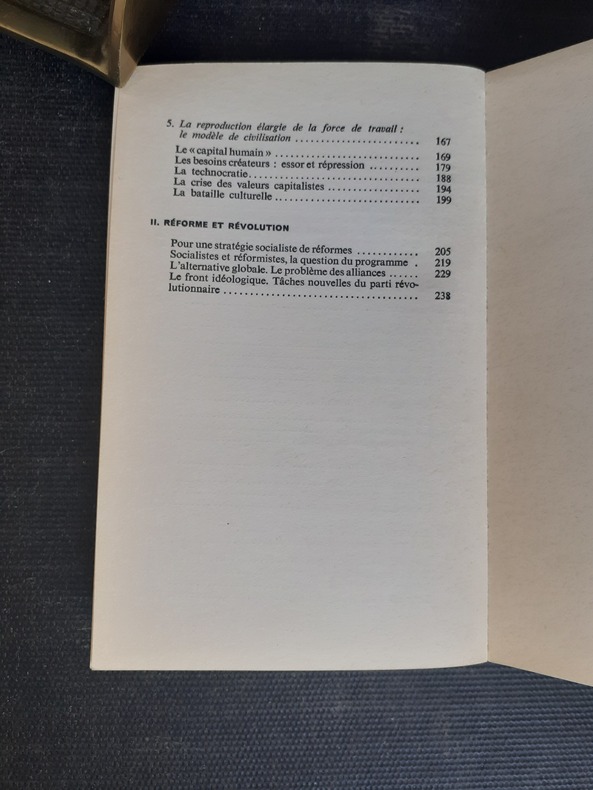 5. La reproduction élargie de la force de travail :
le modèle de civilisation ........................ 167
Le « capital humain » ............................ 169
Les besoins créateurs : essor et répression .......... 179
La technocratie.................................. 188
La crise des valeurs capitalistes .................. 194
La bataille culturelle ............................. 199
II. RÉFORME ET RÉVOLUTION
Pour une stratégie socialiste de réformes ............ 205
Socialistes et réformistes, la question du programme . 219
L'alternative globale. Le problème des alliances ...... 229
Le front idéologique. Tâches nouvelles du parti révo-
lutionnaire ..................................... 238